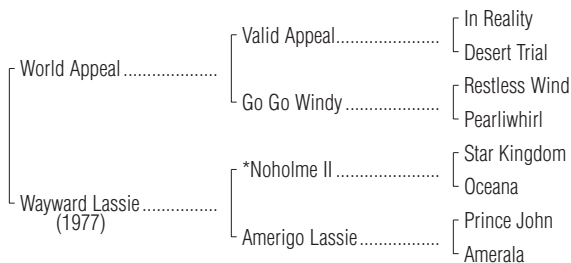 In Reality
Valid Appeal
Desert Trial
World Appeal
Restless Wind
Go Go Windy
Pearliwhirl
Star Kingdom
*Noholme II
Oceana
Wayward Lassie
(1977)
Prince John
Amerigo Lassie
Amerala